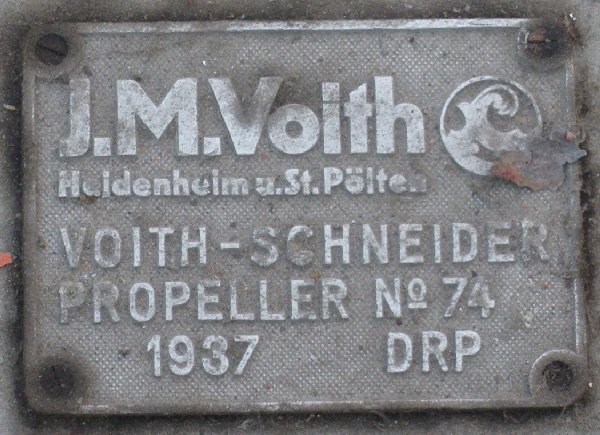 J.M.Voith
Heidenheim u. St. Pölten
VOITH-SCHNEIDER
PROPELLER Nº 74
1937 DRP